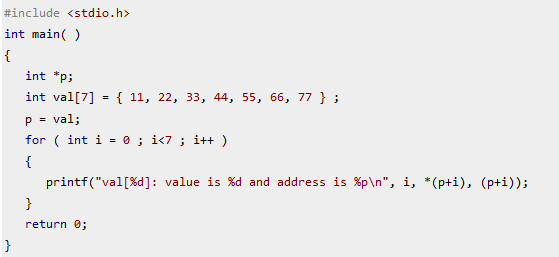 #include <stdio.h>
int main( )
{
int *p;
int val[7] = { 11, 22, 33, 44, 55, 66, 77 } ;
p = val;
for ( int i = 0 ; i<7 ; i++ )
{
printf("val[%d]: value is %d and address is %p\n", i, *(p+i), (p+i));
}
return 0;
}